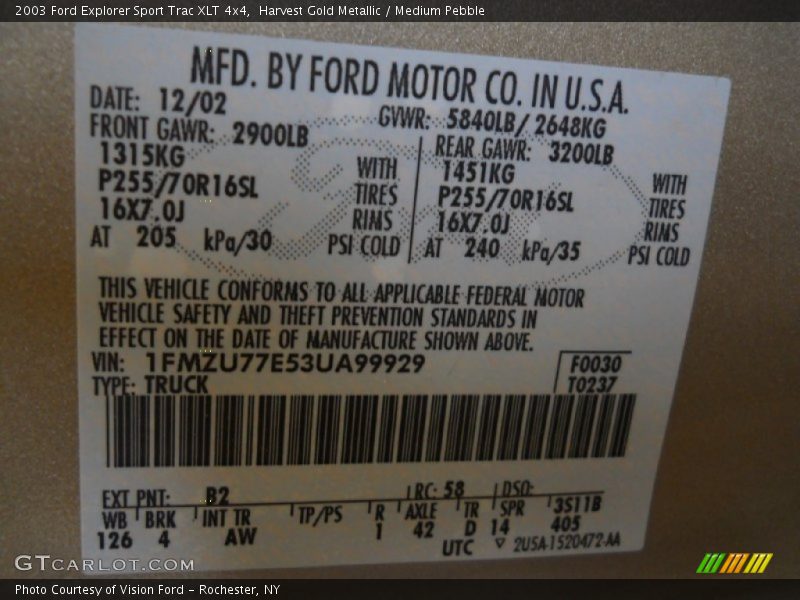 2003 Ford Explorer Sport Trac XLT 4x4,  Harvest Gold Metallic / Medium Pebble
MFD. BY FORD MOTOR CO. IN U.S.A.
DATE: 12/02 GVWR: 5840LB/ 2648KG
FRONT GAWR: 2900LB REAR GAWR: 3200LB
1315KG WITH 1451KG WITH
P255/70R16SL TIRES P255/70R16SL TIRES
16X7.0J RIMS 16X7.0J RIMS
AT 205 kPa/30 PSI COLD AT 240 kPa/35 PSI COLD
THIS VEHICLE CONFORMS TO ALL APPLICABLE FEDERAL MOTOR
VEHICLE SAFETY AND THEFT PREVENTION STANDARDS IN
EFFECT ON THE DATE OF MANUFACTURE SHOWN ABOVE.
VIN: 1FMZU77E53UA99929 F0030
TYPE: TRUCK T0237
EXT PNT: B2 RC: 58 DSO:
WB BRK INT TR TP/PS R AXLE TR SPR 3S11B
126 4 AW 1 42 D 14 405
UTC ▽ 2U5A-1520472-AA
GTCARLOT.COM
Photo Courtesy of Vision Ford - Rochester, NY